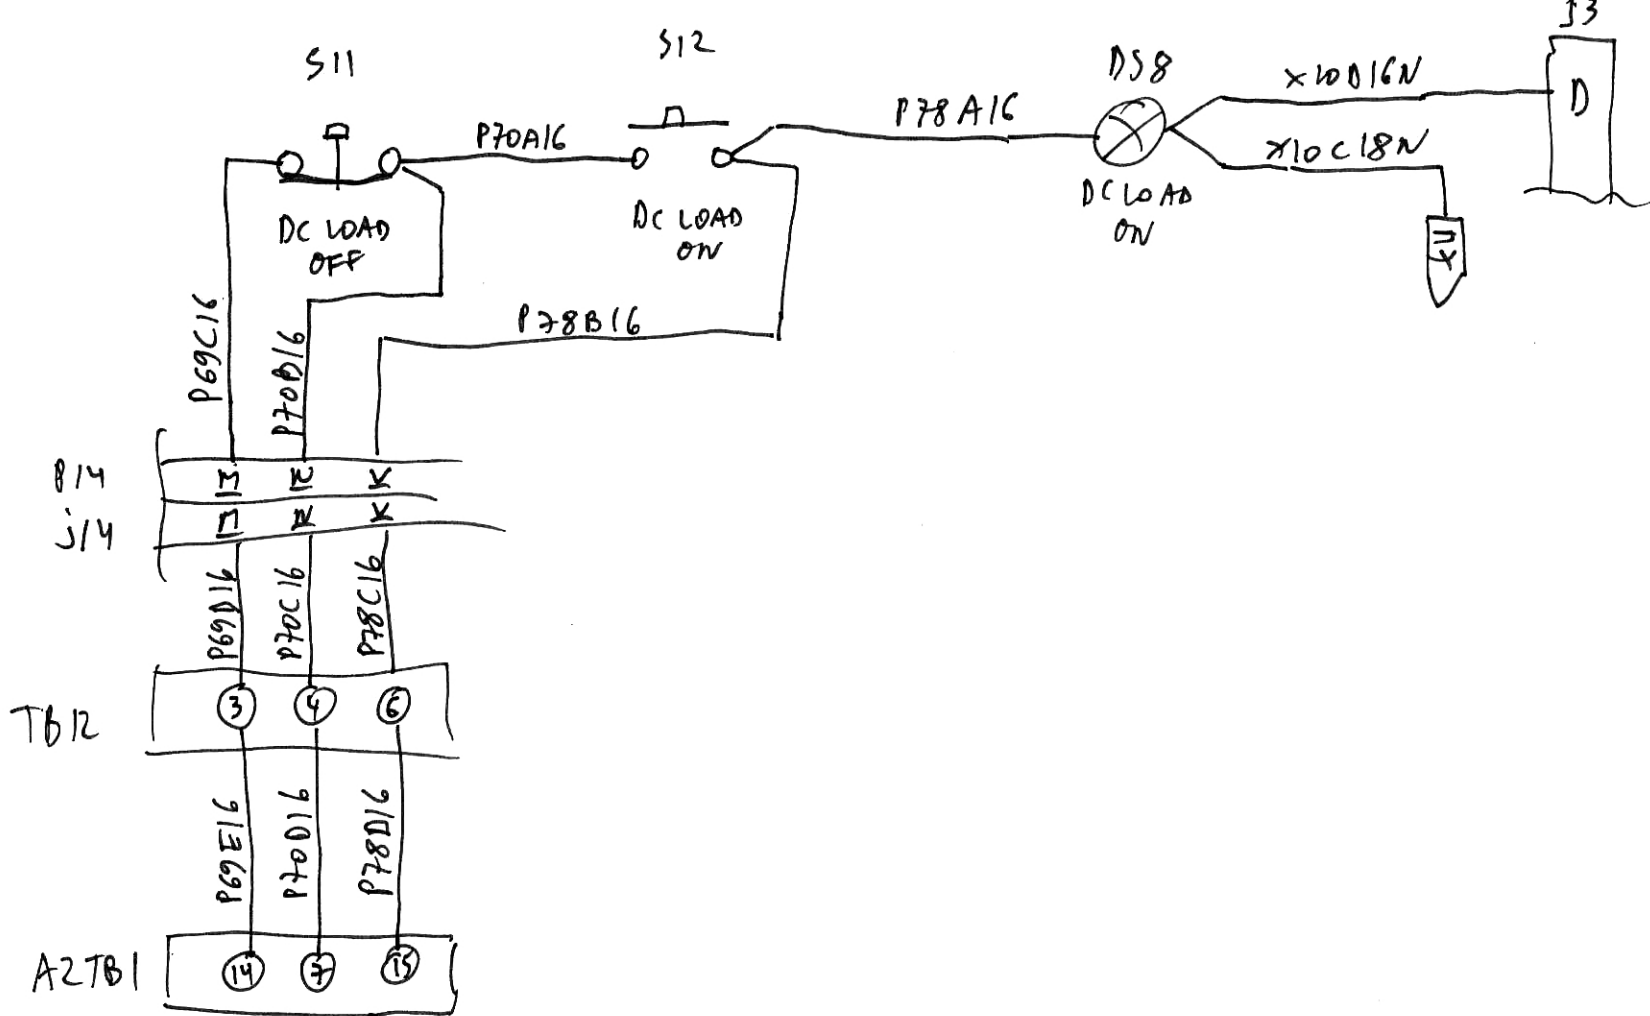 J3
S12
S11
DS8
X10D16N
D
P78A16
P70A16
X10C18N
DC LOAD
OFF
DC LOAD
ON
DC LOAD
ON
P69C16
P70B16
P78B16
P14
M N K
J14
M N K
P69D16
P70C16
P78C16
TB12
3 4 6
P69E16
P70D16
P78D16
A2TB1
14 7 15